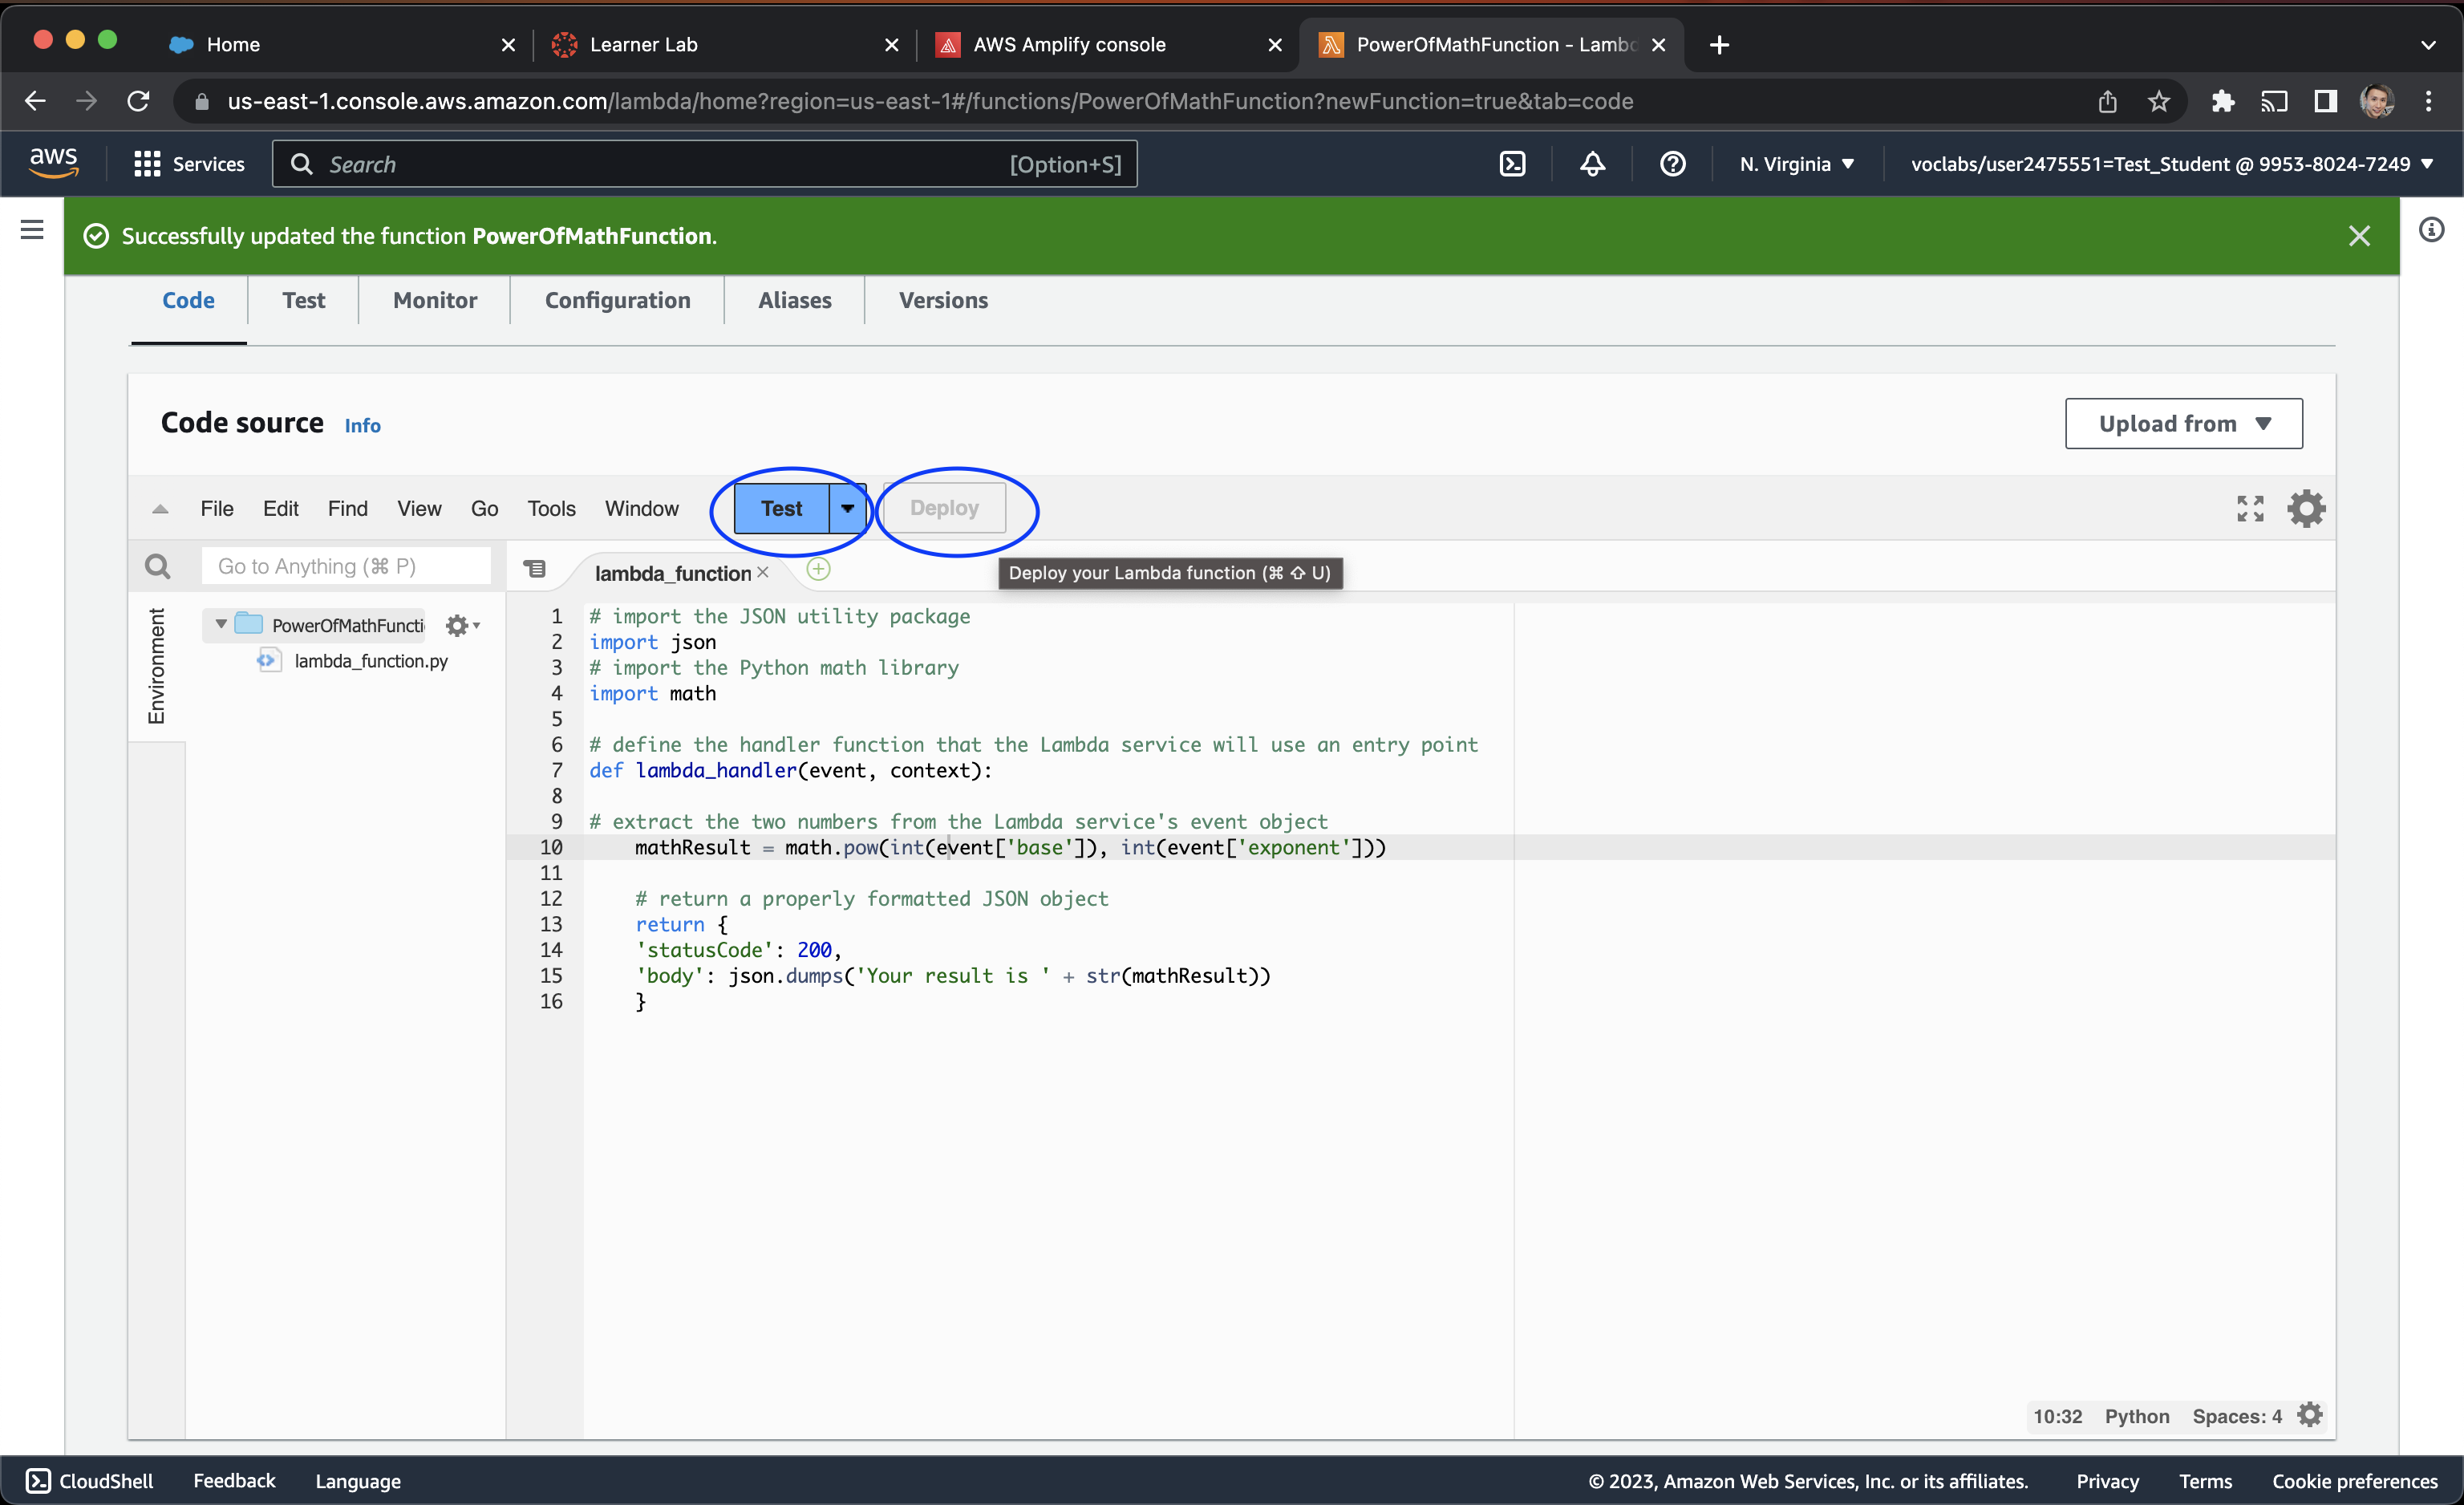 Home
Learner Lab
AWS Amplify console
PowerOfMathFunction - Lambd
us-east-1.console.aws.amazon.com/lambda/home?region=us-east-1#/functions/PowerOfMathFunction?newFunction=true&tab=code
aws
Services
Search
[Option+S]
N. Virginia
voclabs/user2475551=Test_Student @ 9953-8024-7249
Successfully updated the function PowerOfMathFunction.
Code
Test
Monitor
Configuration
Aliases
Versions
Code source Info
Upload from
File
Edit
Find
View
Go
Tools
Window
Test
Deploy
Go to Anything (⌘ P)
lambda_function
Deploy your Lambda function (⌘ ⇧ U)
Environment
PowerOfMathFuncti
lambda_function.py
1 # import the JSON utility package
2 import json
3 # import the Python math library
4 import math
5
6 # define the handler function that the Lambda service will use an entry point
7 def lambda_handler(event, context):
8
9 # extract the two numbers from the Lambda service's event object
10     mathResult = math.pow(int(event['base']), int(event['exponent']))
11
12     # return a properly formatted JSON object
13     return {
14     'statusCode': 200,
15     'body': json.dumps('Your result is ' + str(mathResult))
16     }
10:32 Python Spaces: 4
CloudShell
Feedback
Language
© 2023, Amazon Web Services, Inc. or its affiliates.
Privacy
Terms
Cookie preferences